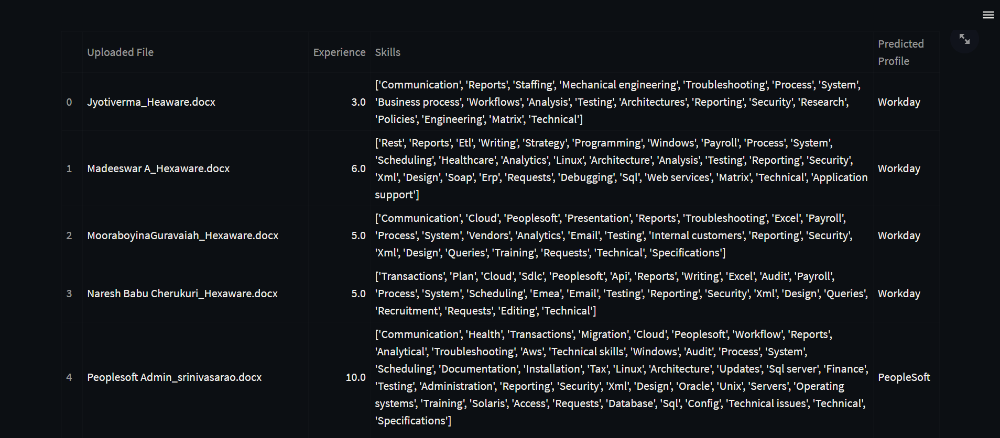 Uploaded File Experience Skills Predicted
Profile
0 Jyotiverma_Heaware.docx 3.0 ['Communication', 'Reports', 'Staffing', 'Mechanical engineering', 'Troubleshooting', 'Process', 'System',
'Business process', 'Workflows', 'Analysis', 'Testing', 'Architectures', 'Reporting', 'Security', 'Research',
'Policies', 'Engineering', 'Matrix', 'Technical'] Workday
1 Madeeswar A_Hexaware.docx 6.0 ['Rest', 'Reports', 'Etl', 'Writing', 'Strategy', 'Programming', 'Windows', 'Payroll', 'Process', 'System',
'Scheduling', 'Healthcare', 'Analytics', 'Linux', 'Architecture', 'Analysis', 'Testing', 'Reporting', 'Security',
'Xml', 'Design', 'Soap', 'Erp', 'Requests', 'Debugging', 'Sql', 'Web services', 'Matrix', 'Technical', 'Application
support'] Workday
2 MooraboyinaGuravaiah_Hexaware.docx 5.0 ['Communication', 'Cloud', 'Peoplesoft', 'Presentation', 'Reports', 'Troubleshooting', 'Excel', 'Payroll',
'Process', 'System', 'Vendors', 'Analytics', 'Email', 'Testing', 'Internal customers', 'Reporting', 'Security',
'Xml', 'Design', 'Queries', 'Training', 'Requests', 'Technical', 'Specifications'] Workday
3 Naresh Babu Cherukuri_Hexaware.docx 5.0 ['Transactions', 'Plan', 'Cloud', 'Sdlc', 'Peoplesoft', 'Api', 'Reports', 'Writing', 'Excel', 'Audit', 'Payroll',
'Process', 'System', 'Scheduling', 'Emea', 'Email', 'Testing', 'Reporting', 'Security', 'Xml', 'Design', 'Queries',
'Recruitment', 'Requests', 'Editing', 'Technical'] Workday
4 Peoplesoft Admin_srinivasarao.docx 10.0 ['Communication', 'Health', 'Transactions', 'Migration', 'Cloud', 'Peoplesoft', 'Workflow', 'Reports',
'Analytical', 'Troubleshooting', 'Aws', 'Technical skills', 'Windows', 'Audit', 'Process', 'System',
'Scheduling', 'Documentation', 'Installation', 'Tax', 'Linux', 'Architecture', 'Updates', 'Sql server', 'Finance',
'Testing', 'Administration', 'Reporting', 'Security', 'Xml', 'Design', 'Oracle', 'Unix', 'Servers', 'Operating
systems', 'Training', 'Solaris', 'Access', 'Requests', 'Database', 'Sql', 'Config', 'Technical issues', 'Technical',
'Specifications'] PeopleSoft